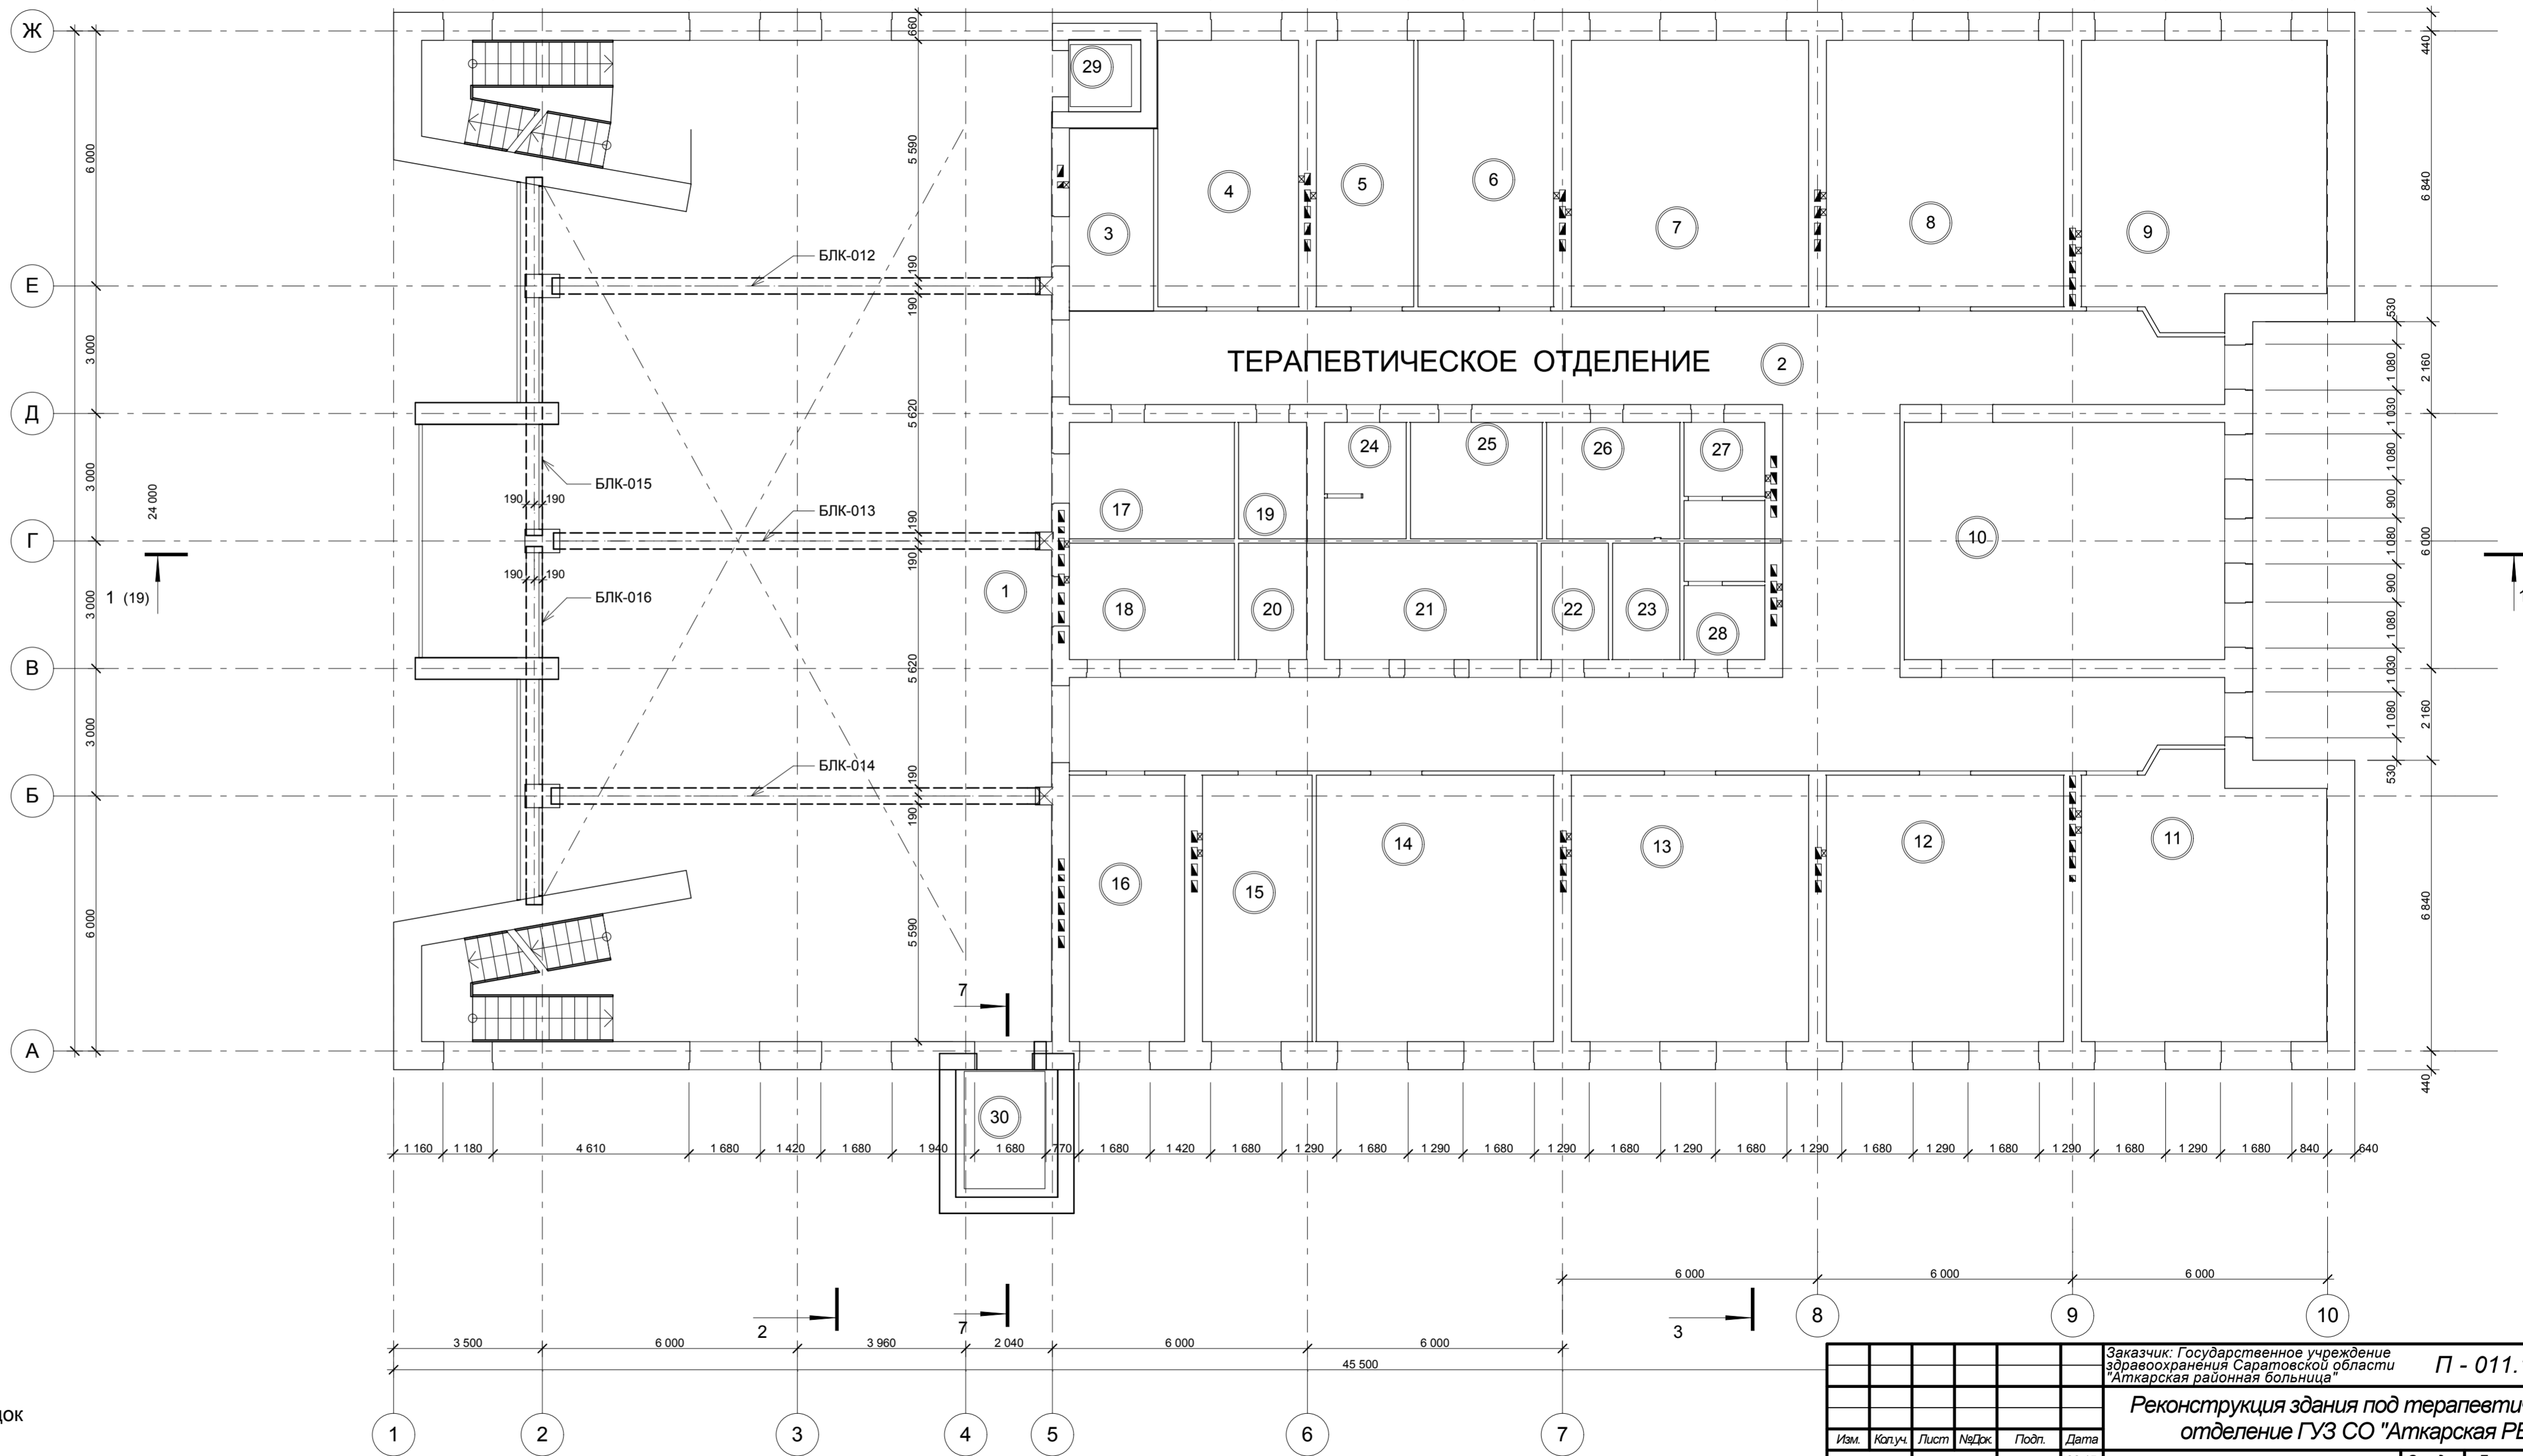 Ж
Е
Д
Г
В
Б
А
24 000
6 000
3 000
3 000
3 000
3 000
6 000
1 (19)
БЛК-012
БЛК-015
190 190
БЛК-013
190 190
БЛК-016
БЛК-014
660
5 590
190
190
5 620
190
190
5 620
190
190
5 590
29
3
4
5
6
7
8
9
ТЕРАПЕВТИЧЕСКОЕ ОТДЕЛЕНИЕ
2
24
25
26
27
17
19
10
1
18
20
21
22
23
28
16
15
14
13
12
11
30
440
6 840
530
1 080
2 160
1 030
1 080
900
1 080
6 000
900
1 080
1 030
1 080
2 160
530
6 840
440
7
1 160 1 180 4 610 1 680 1 420 1 680 1 940 1 680 770 1 680 1 420 1 680 1 290 1 680 1 290 1 680 1 290 1 680 1 290 1 680 1 290 1 680 1 290 1 680 1 290 1 680 1 290 1 680 840 640
6 000 6 000 6 000
2
7
3
8 9 10
3 500 6 000 3 960 2 040 6 000 6 000
45 500
1 2 3 4 5 6 7
Заказчик: Государственное учреждение
здравоохранения Саратовской области
"Аткарская районная больница"
П - 011.
Реконструкция здания под терапевти
отделение ГУЗ СО "Аткарская РБ
Изм. Кол.уч. Лист №Док Подп. Дата